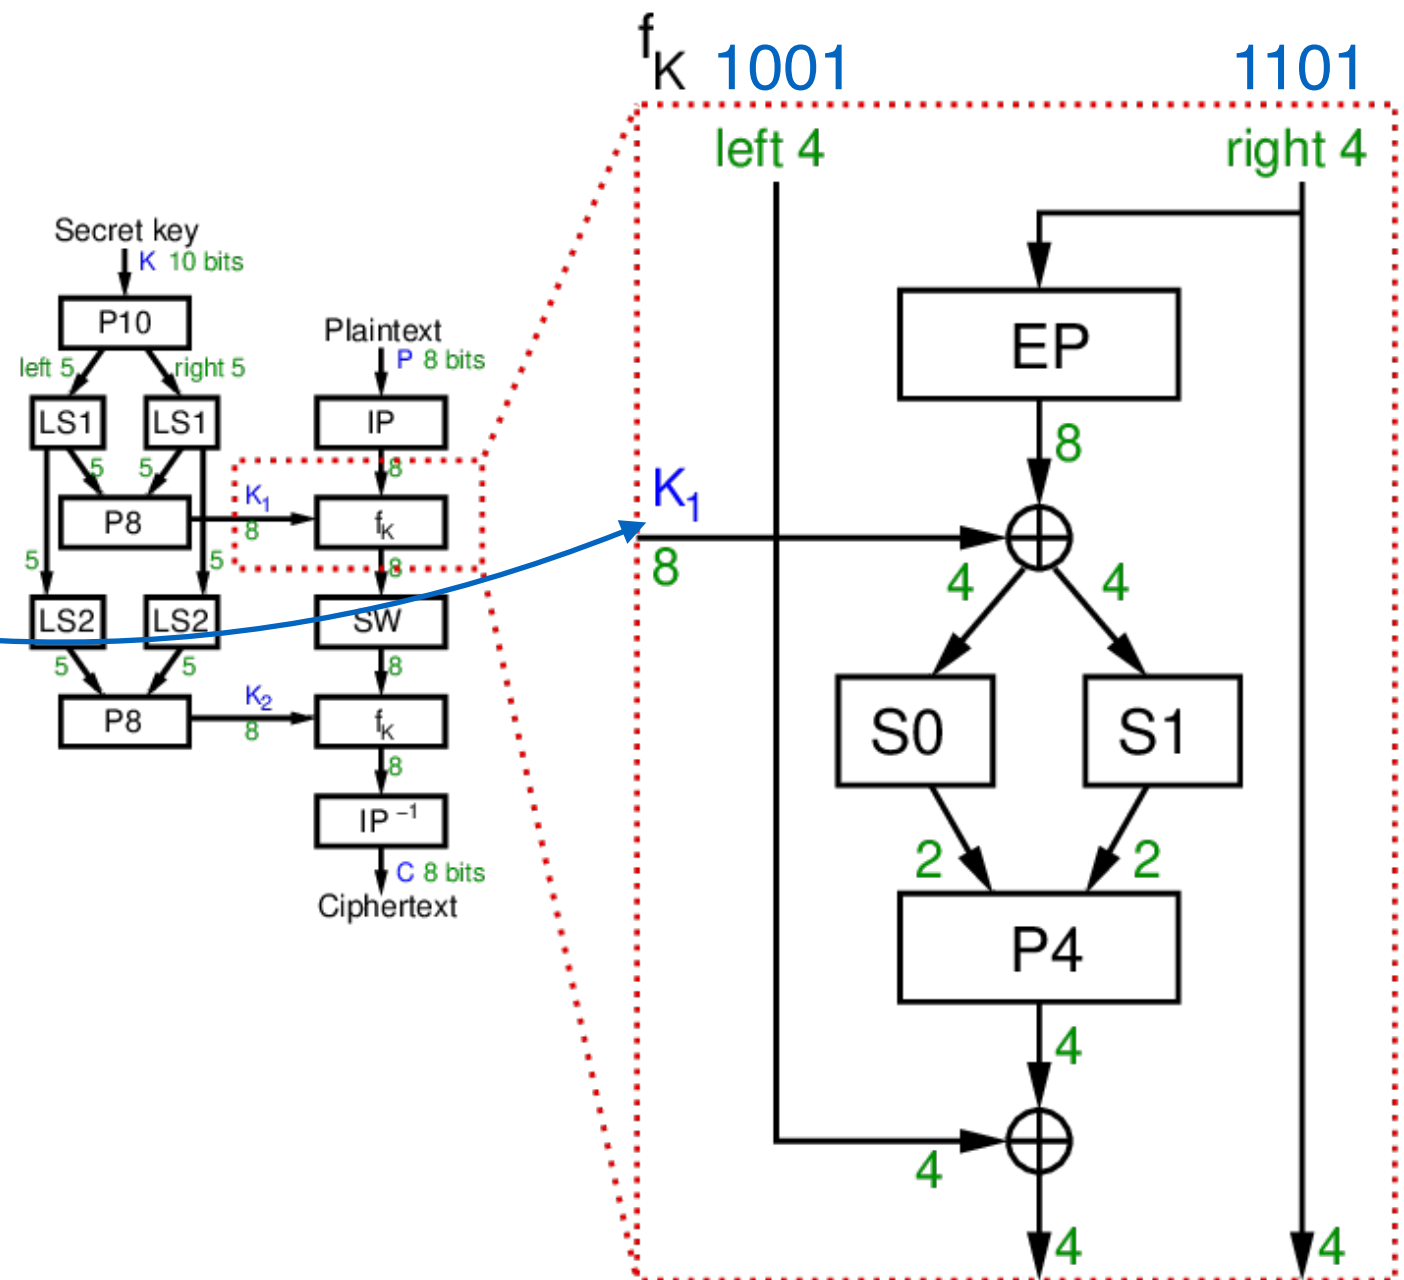 Secret key
K 10 bits
P10
left 5
right 5
LS1
LS1
5
5
P8
K1
8
5
5
LS2
LS2
5
5
P8
K2
8
Plaintext
P 8 bits
IP
8
fK
8
SW
8
fK
8
IP −1
C 8 bits
Ciphertext
fK
1001
1101
left 4
right 4
EP
8
K1
8
4
4
S0
S1
2
2
P4
4
4
4
4